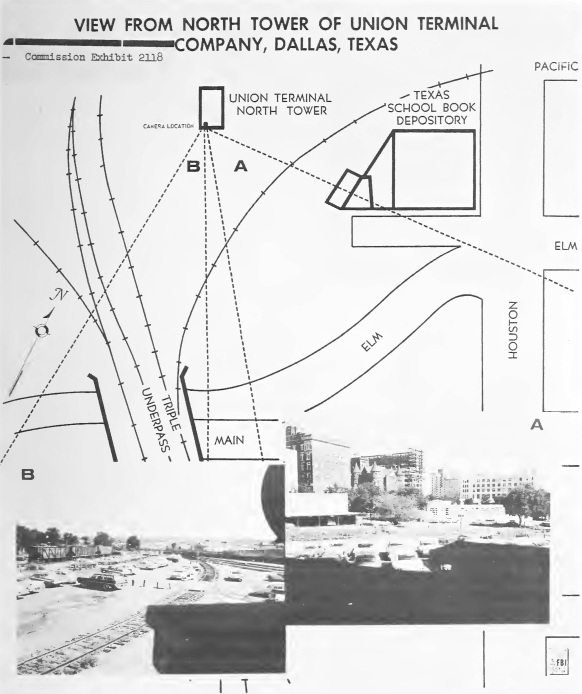 VIEW FROM NORTH TOWER OF UNION TERMINAL
COMPANY, DALLAS, TEXAS
Commission Exhibit 2118
PACIFIC
UNION TERMINAL
NORTH TOWER
TEXAS
SCHOOL BOOK
DEPOSITORY
CAMERA LOCATION
B
A
ELM
N
HOUSTON
ELM
TRIPLE
UNDERPASS
MAIN
A
B
FBI